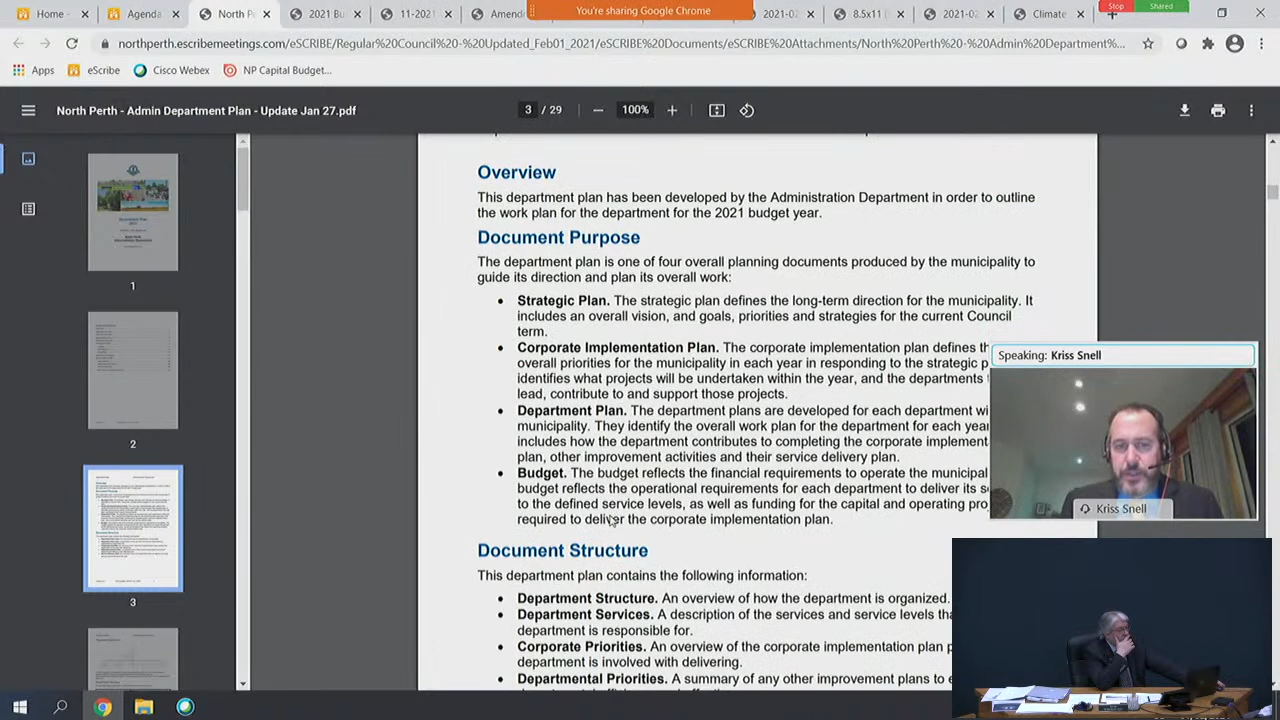 Home -
Agenda
North P
2021 B
11-2021
Amend
You're sharing Google Chrome
2021-02
8.5x11
2021-02
Climate
Stop
Shared
northperth.escribemeetings.com/eSCRIBE/Regular%20Council%20-%20Updated_Feb01_2021/eSCRIBE%20Documents/eSCRIBE%20Attachments/North%20Perth%20-%20Admin%20Department%...
Apps
eScribe
Cisco Webex
NP Capital Budget...
North Perth - Admin Department Plan - Update Jan 27.pdf
3 / 29
100%
Overview
This department plan has been developed by the Administration Department in order to outline
the work plan for the department for the 2021 budget year.
Document Purpose
The department plan is one of four overall planning documents produced by the municipality to
guide its direction and plan its overall work:
• Strategic Plan. The strategic plan defines the long-term direction for the municipality. It
includes an overall vision, and goals, priorities and strategies for the current Council
term.
• Corporate Implementation Plan. The corporate implementation plan defines th
overall priorities for the municipality in each year in responding to the strategic p
identifies what projects will be undertaken within the year, and the departments
lead, contribute to and support those projects.
• Department Plan. The department plans are developed for each department wi
municipality. They identify the overall work plan for the department for each year
includes how the department contributes to completing the corporate implement
plan, other improvement activities and their service delivery plan.
• Budget. The budget reflects the financial requirements to operate the municipal
budget reflects the operational requirements for each department to deliver its s
to the defined service levels, as well as funding for the capital and operating pro
required to deliver the corporate implementation plan.
Document Structure
This department plan contains the following information:
• Department Structure. An overview of how the department is organized.
• Department Services. A description of the services and service levels tha
department is responsible for.
• Corporate Priorities. An overview of the corporate implementation plan p
department is involved with delivering.
• Departmental Priorities. A summary of any other improvement plans to e
1
2
3
Speaking: Kriss Snell
Kriss Snell